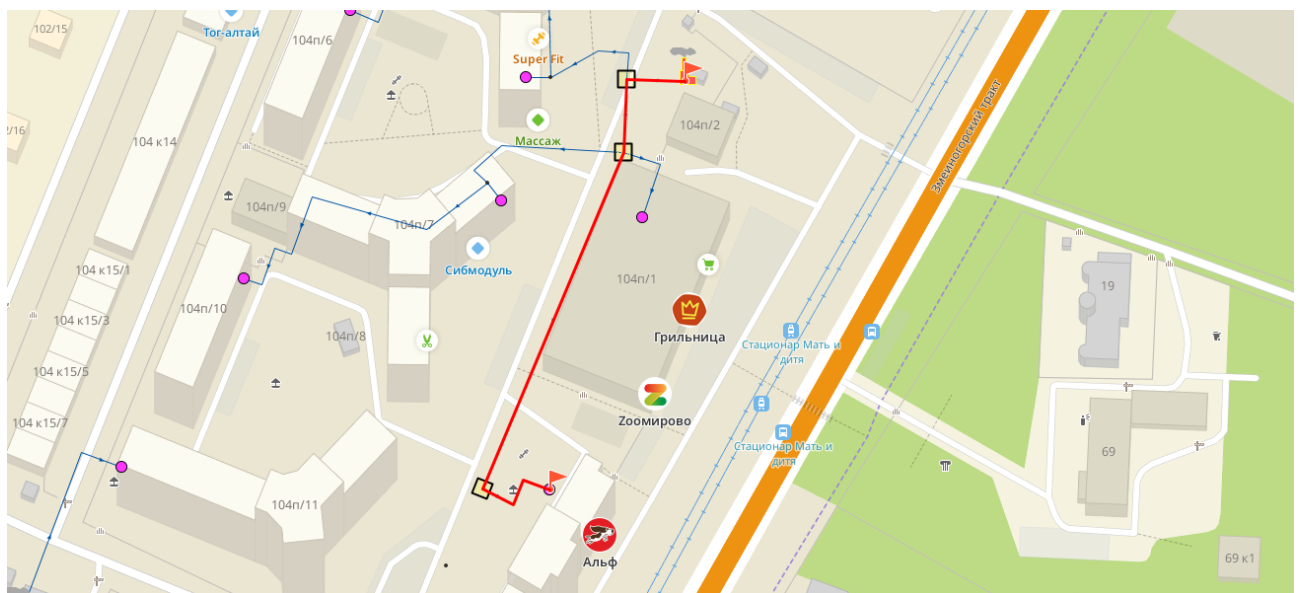 102/15
Тог-алтай
104п/6
Super Fit
104 к14
Массаж
104п/2
Змеиногорский тракт
104п/9
104п/7
Сибмодуль
104 к15/1
104п/10
104п/1
19
104 к15/3
104п/8
Грильница
Стационар Мать и
дитя
104 к15/5
Zоомирово
104 к15/7
Стационар Мать и
дитя
69
104п/11
Альф
69 к1